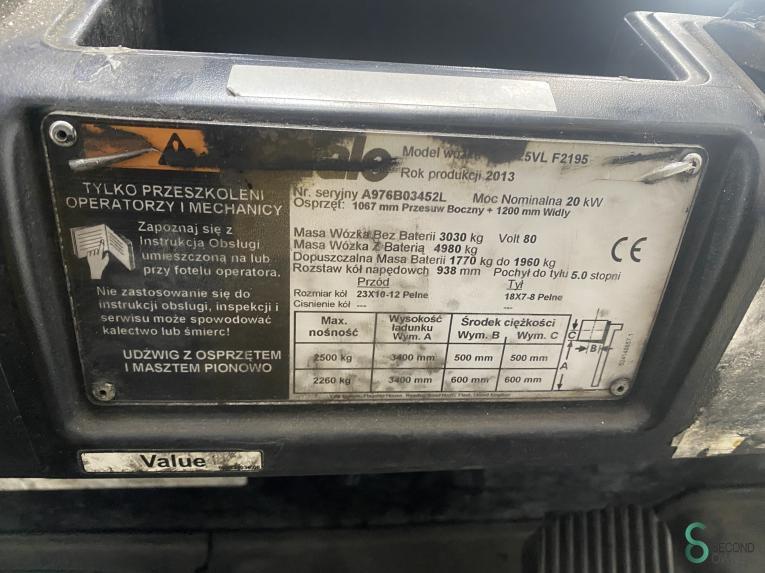 Model
5VL F2195
Rok produkcji 2013
Nr. seryjny A976B03452L Moc Nominalna 20 kW
Osprzęt: 1067 mm Przesuw Boczny + 1200 mm Widly
Masa Wózka Bez Baterii 3030 kg Volt 80
Masa Wózka Z Baterią 4980 kg
Dopuszczalna Masa Baterii 1770 kg do 1960 kg
Rozstaw kół napędowch 938 mm Pochył do tyłu 5.0 stopni
Przód Tył
Rozmiar kół 23X10-12 Pełne 18X7-8 Pełne
Cisnienie kół --- ---
CE
Max. nośność Wysokość ładunku Wym. A Środek ciężkości Wym. B Wym. C
2500 kg 3400 mm 500 mm 500 mm
2260 kg 3400 mm 600 mm 600 mm
C
B
A
TYLKO PRZESZKOLENI
OPERATORZY I MECHANICY
Zapoznaj się z
Instrukcją Obsługi
umieszczoną na lub
przy fotelu operatora.
Nie zastosowanie się do
instrukcji obsługi, inspekcji i
serwisu może spowodować
kalectwo lub śmierć!
UDŹWIG Z OSPRZĘTEM
I MASZTEM PIONOWO
Value
SECOND